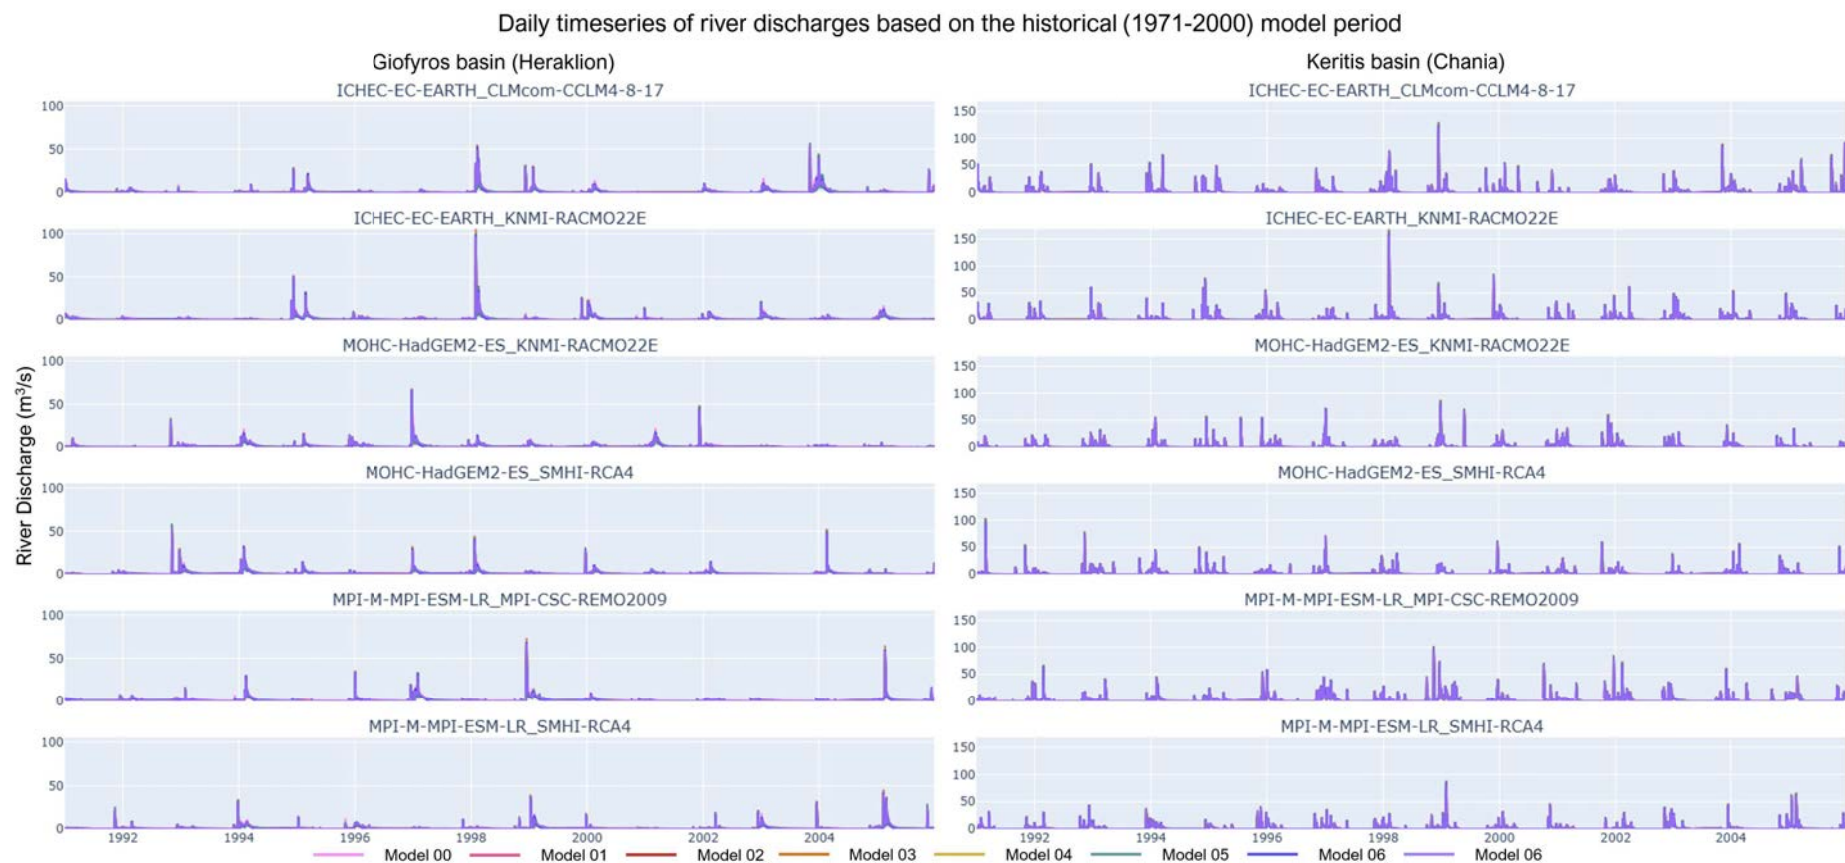 Daily timeseries of river discharges based on the historical (1971-2000) model period
Giofyros basin (Heraklion)
Keritis basin (Chania)
River Discharge (m³/s)
ICHEC-EC-EARTH_CLMcom-CCLM4-8-17
100
50
0
ICHEC-EC-EARTH_CLMcom-CCLM4-8-17
150
100
50
0
ICHEC-EC-EARTH_KNMI-RACMO22E
100
50
0
ICHEC-EC-EARTH_KNMI-RACMO22E
150
100
50
0
MOHC-HadGEM2-ES_KNMI-RACMO22E
100
50
0
MOHC-HadGEM2-ES_KNMI-RACMO22E
150
100
50
0
MOHC-HadGEM2-ES_SMHI-RCA4
100
50
0
MOHC-HadGEM2-ES_SMHI-RCA4
150
100
50
0
MPI-M-MPI-ESM-LR_MPI-CSC-REMO2009
100
50
0
MPI-M-MPI-ESM-LR_MPI-CSC-REMO2009
150
100
50
0
MPI-M-MPI-ESM-LR_SMHI-RCA4
100
50
0
MPI-M-MPI-ESM-LR_SMHI-RCA4
150
100
50
0
1992 1994 1996 1998 2000 2002 2004
1992 1994 1996 1998 2000 2002 2004
Model 00 Model 01 Model 02 Model 03 Model 04 Model 05 Model 06 Model 06